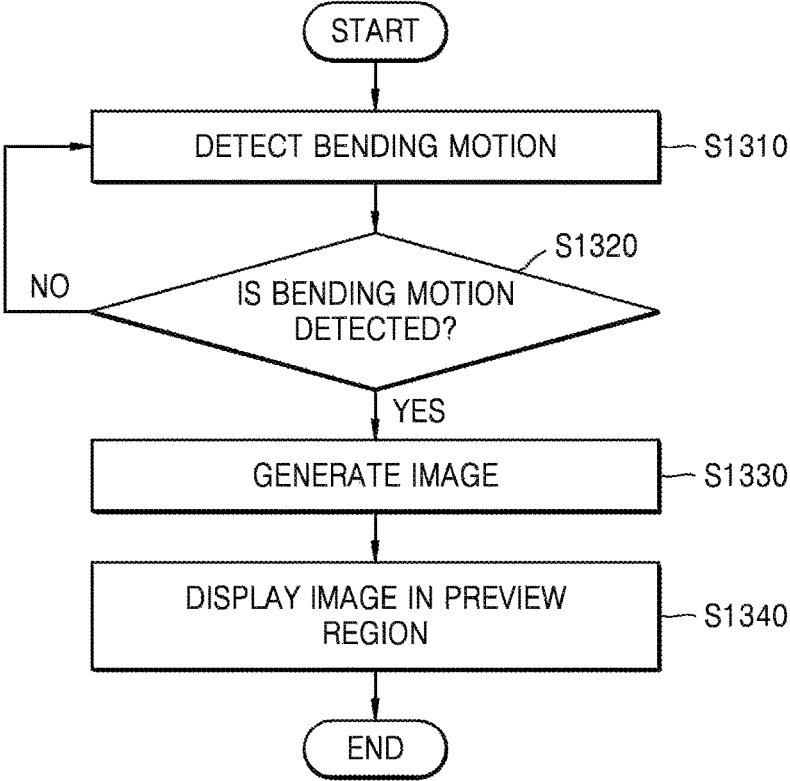 START
DETECT BENDING MOTION
S1310
S1320
NO
IS BENDING MOTION
DETECTED?
YES
GENERATE IMAGE
S1330
DISPLAY IMAGE IN PREVIEW
REGION
S1340
END